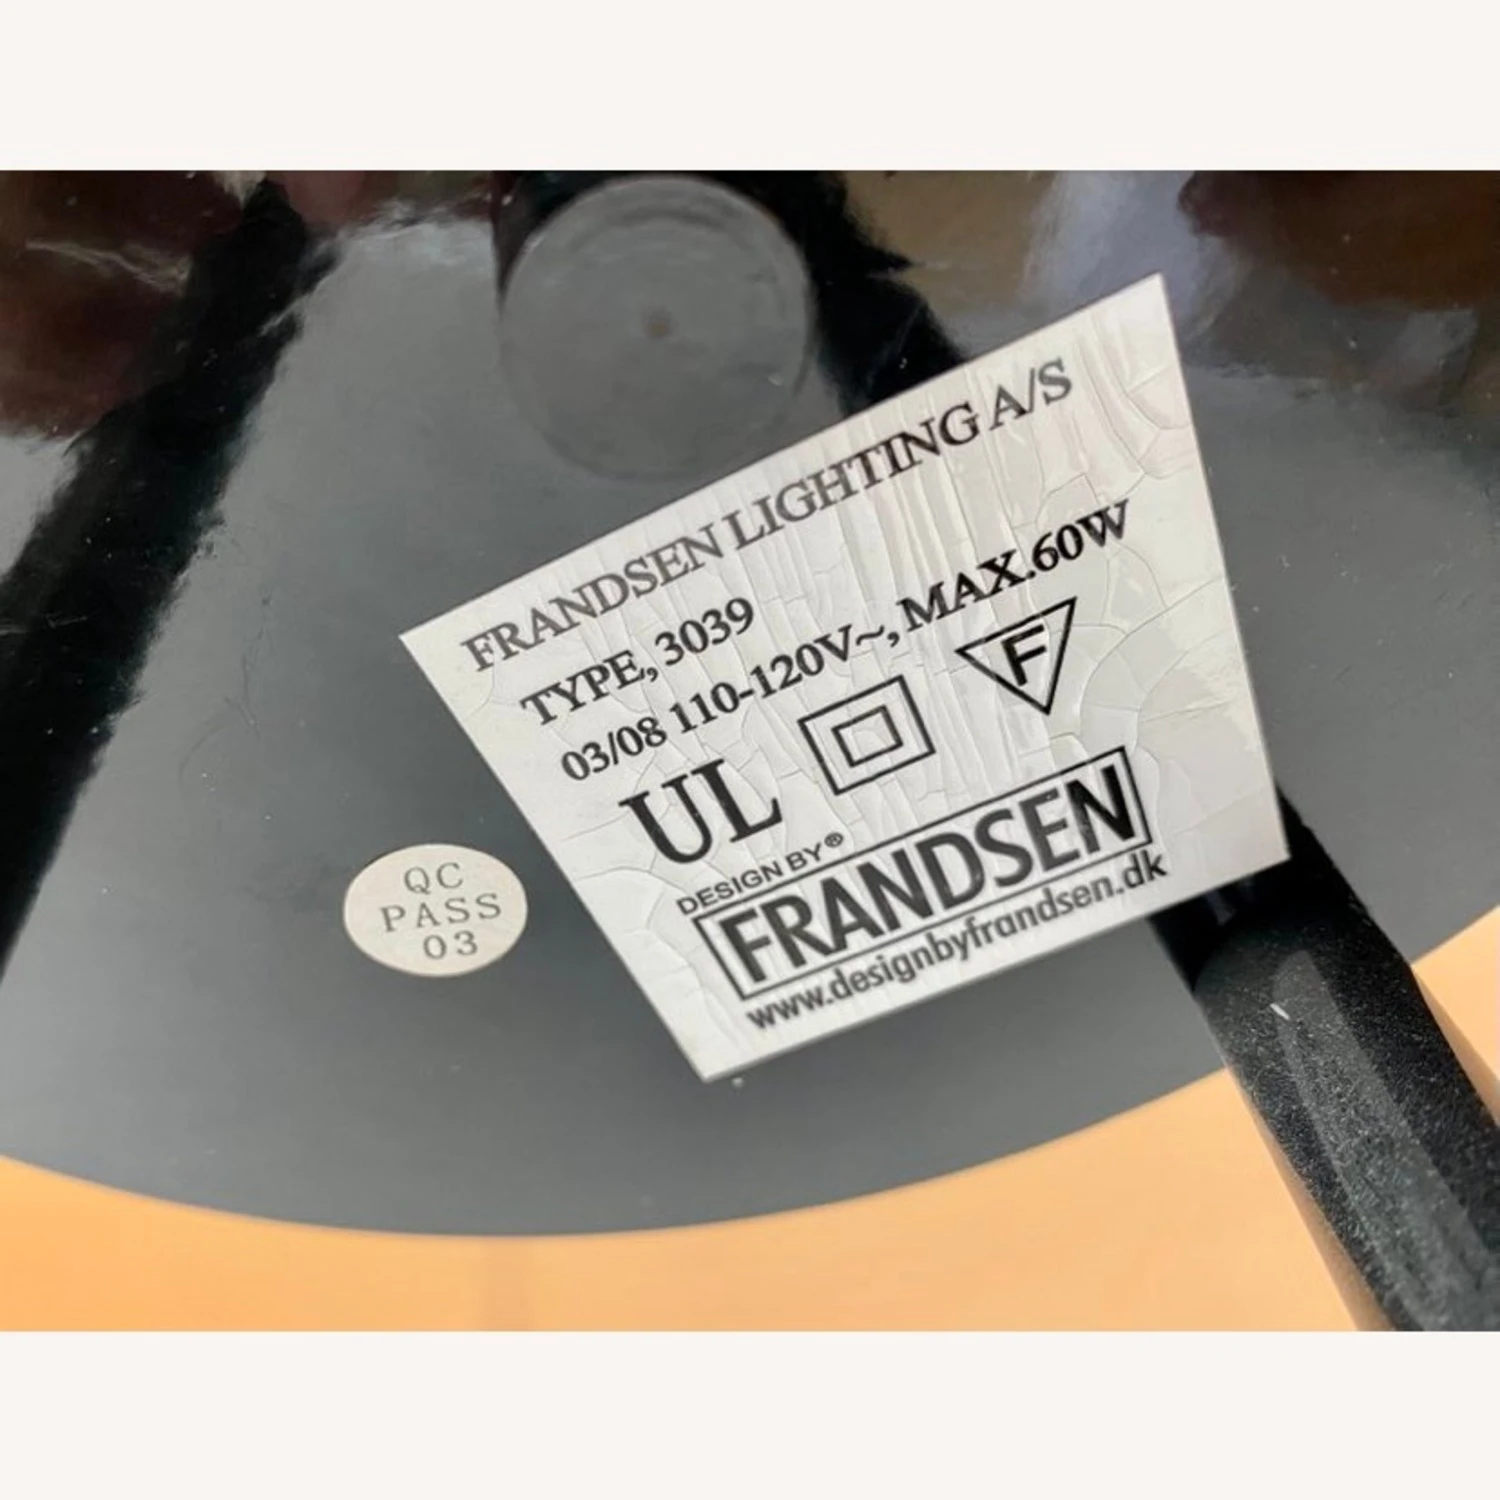 FRANDSEN LIGHTING A/S
TYPE, 3039
03/08 110-120V~, MAX.60W
UL
F
DESIGN BY®
FRANDSEN
www.designbyfrandsen.dk
QC
PASS
03